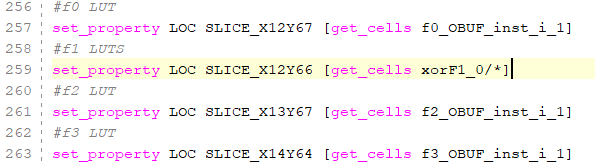 256 #f0 LUT
257 set_property LOC SLICE_X12Y67 [get_cells f0_OBUF_inst_i_1]
258 #f1 LUTS
259 set_property LOC SLICE_X12Y66 [get_cells xorF1_0/*]
260 #f2 LUT
261 set_property LOC SLICE_X13Y67 [get_cells f2_OBUF_inst_i_1]
262 #f3 LUT
263 set_property LOC SLICE_X14Y64 [get_cells f3_OBUF_inst_i_1]